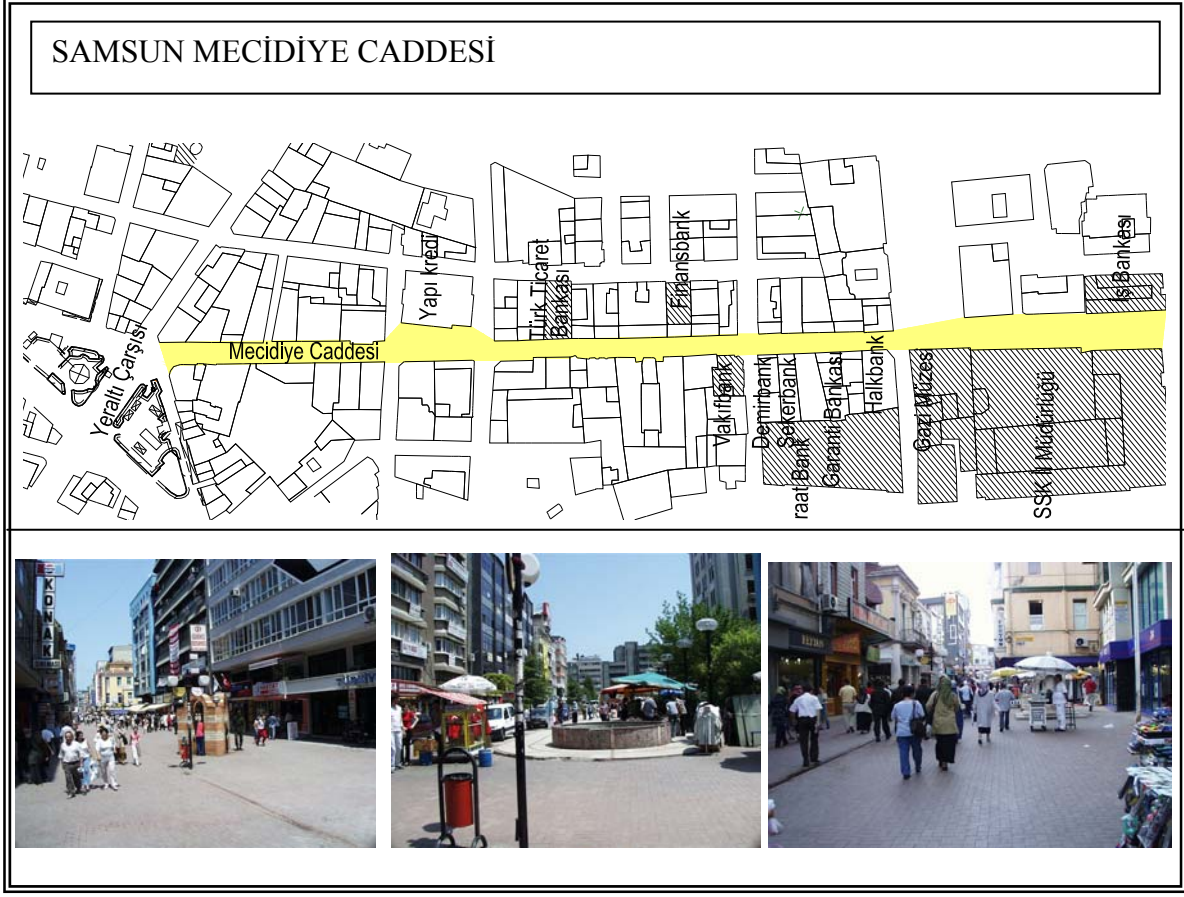 SAMSUN MECİDİYE CADDESİ
Yeraltı Çarşısı
Mecidiye Caddesi
Yapı kredi
Türk Ticaret
Bankası
Finansbank
Vakıfbank
Demirbank
Şekerbank
raat Bank
Garanti Bankası
Halkbank
Gazi Müzes
SSK İl Müdürlüğü
İş Bankası
KONAK